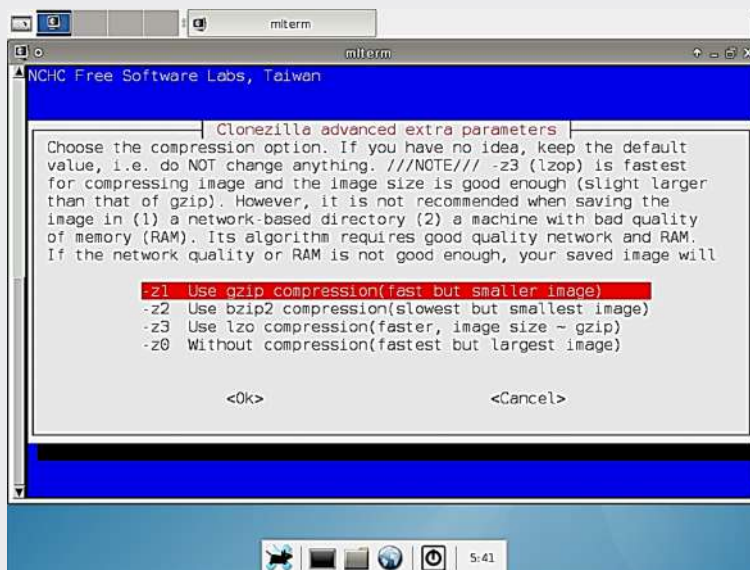 mlterm
mlterm
NCHC Free Software Labs, Taiwan
Clonezilla advanced extra parameters
Choose the compression option. If you have no idea, keep the default
value, i.e. do NOT change anything. ///NOTE/// -z3 (lzop) is fastest
for compressing image and the image size is good enough (slight larger
than that of gzip). However, it is not recommended when saving the
image in (1) a network-based directory (2) a machine with bad quality
of memory (RAM). Its algorithm requires good quality network and RAM.
If the network quality or RAM is not good enough, your saved image will
-z1 Use gzip compression(fast but smaller image)
-z2 Use bzip2 compression(slowest but smallest image)
-z3 Use lzo compression(faster, image size ~ gzip)
-z0 Without compression(fastest but largest image)
<Ok> <Cancel>
5:41